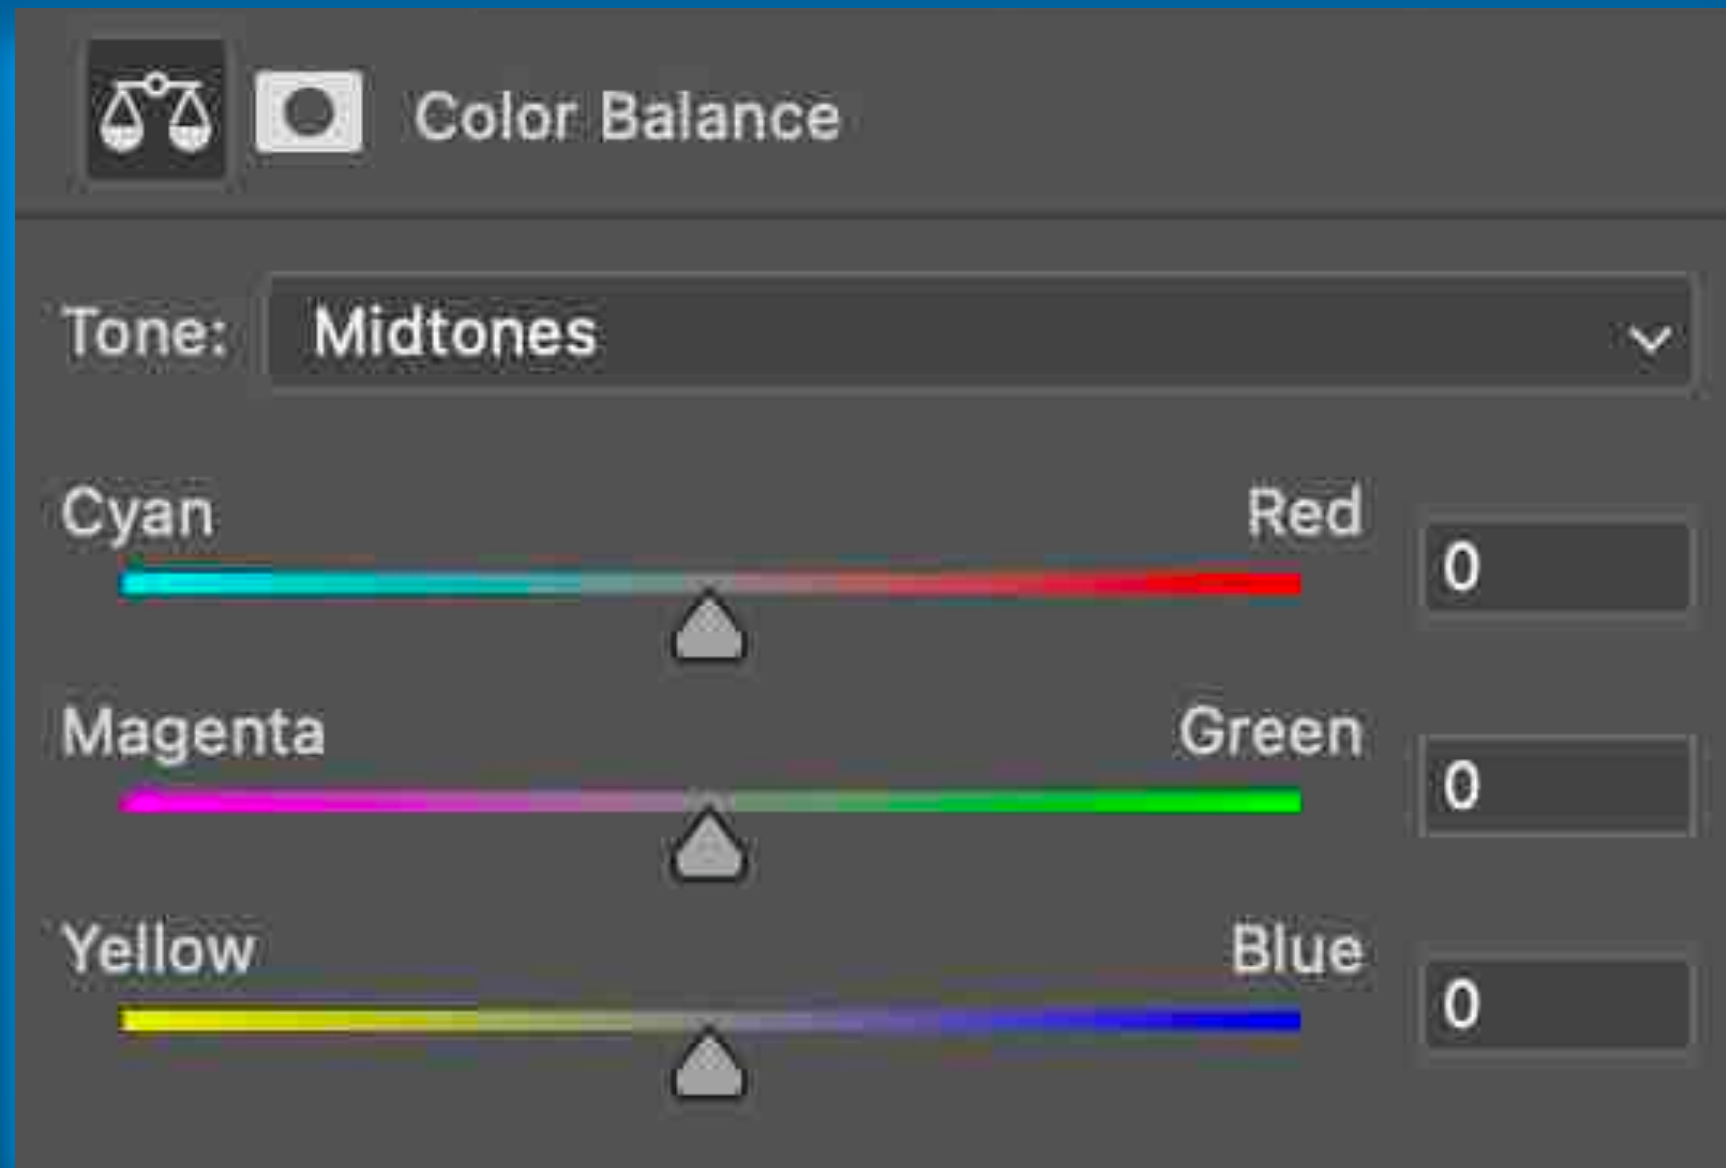 Color Balance
Tone: Midtones
Cyan Red 0
Magenta Green 0
Yellow Blue 0